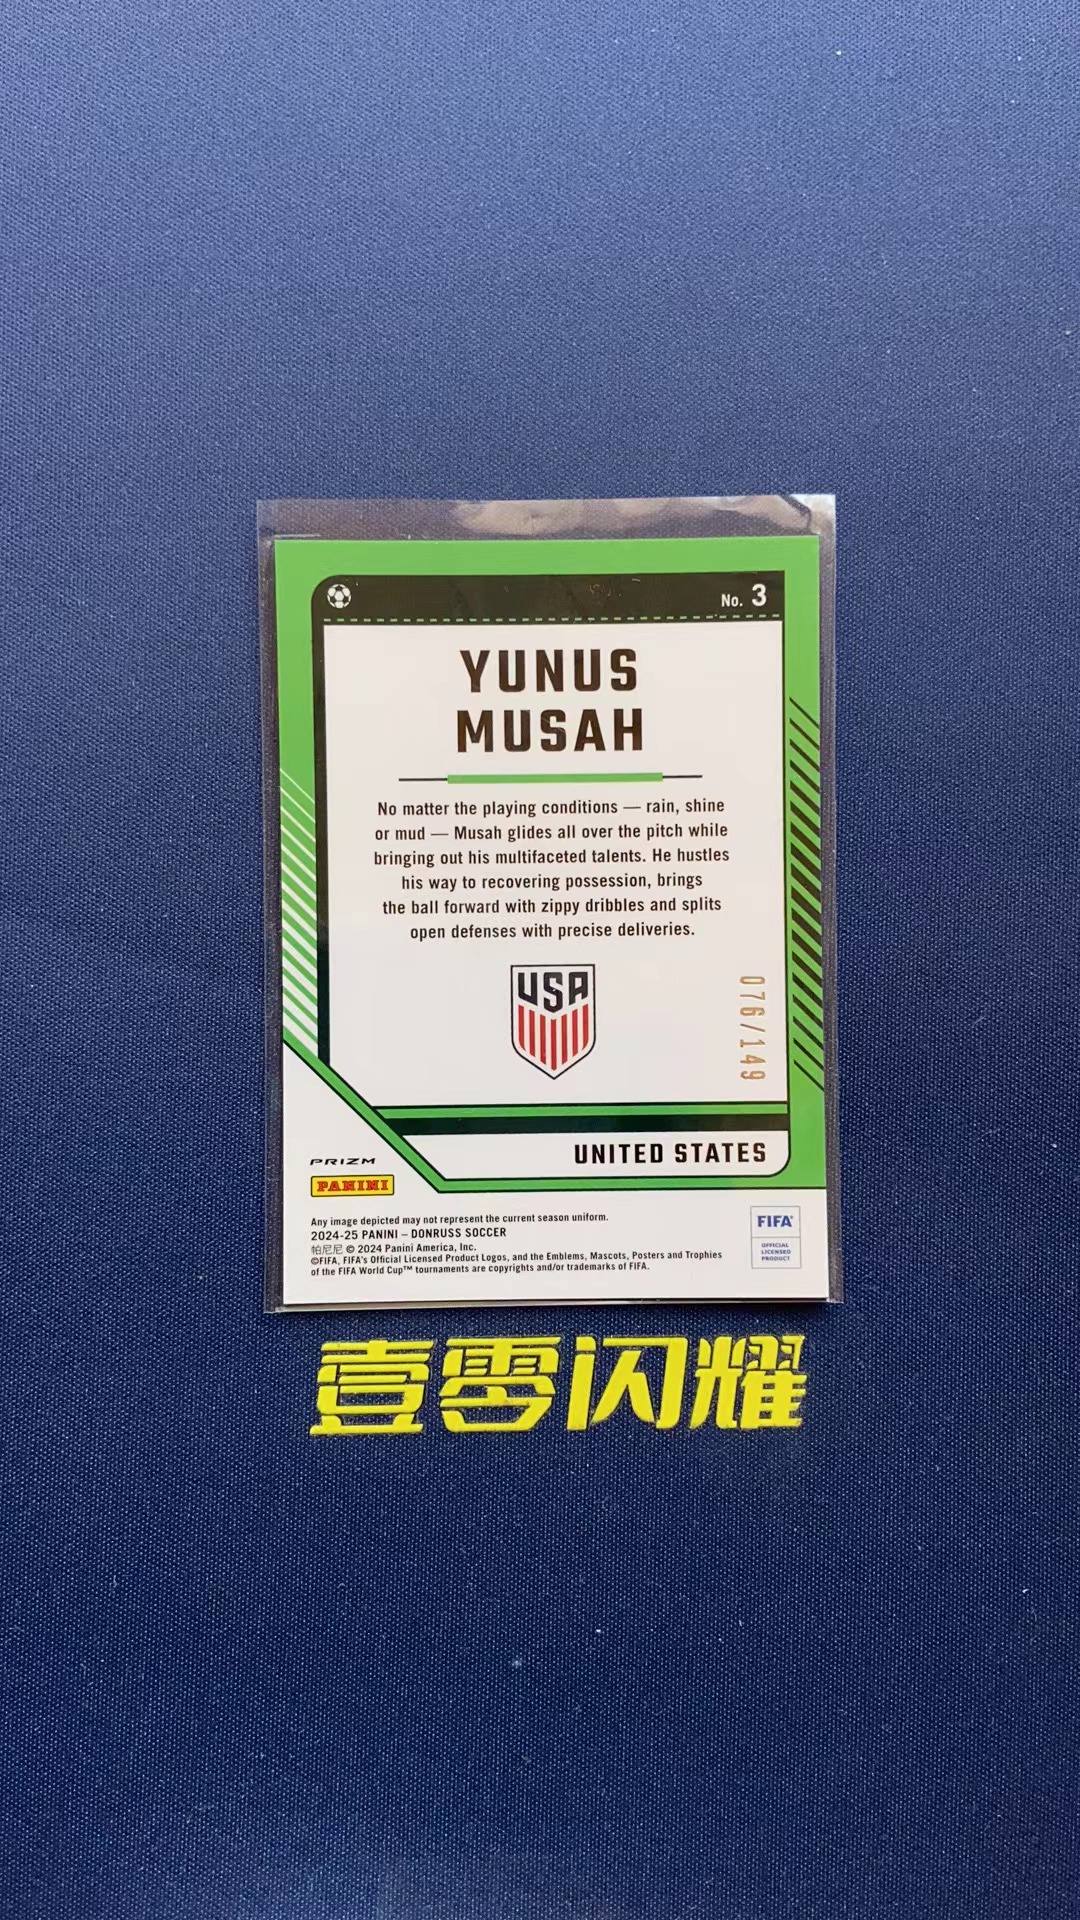 No. 3
YUNUS
MUSAH
No matter the playing conditions — rain, shine
or mud — Musah glides all over the pitch while
bringing out his multifaceted talents. He hustles
his way to recovering possession, brings
the ball forward with zippy dribbles and splits
open defenses with precise deliveries.
USA
076/149
UNITED STATES
PRIZM
PANINI
Any image depicted may not represent the current season uniform.
2024-25 PANINI – DONRUSS SOCCER
帕尼尼 © 2024 Panini America, Inc.
©FIFA, FIFA's Official Licensed Product Logos, and the Emblems, Mascots, Posters and Trophies
of the FIFA World Cup™ tournaments are copyrights and/or trademarks of FIFA.
FIFA®
OFFICIAL
LICENSED
PRODUCT
壹零闪耀